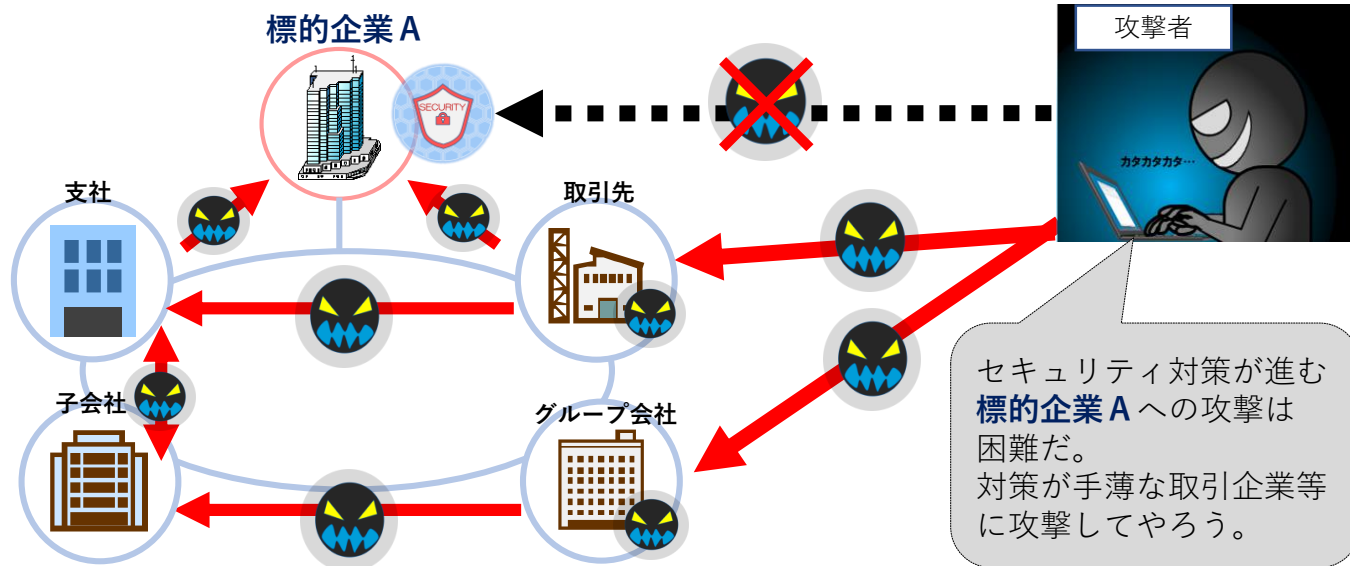 標的企業A
攻撃者
SECURITY
カタカタカタ…
支社
取引先
子会社
グループ会社
セキュリティ対策が進む
標的企業Aへの攻撃は
困難だ。
対策が手薄な取引企業等
に攻撃してやろう。